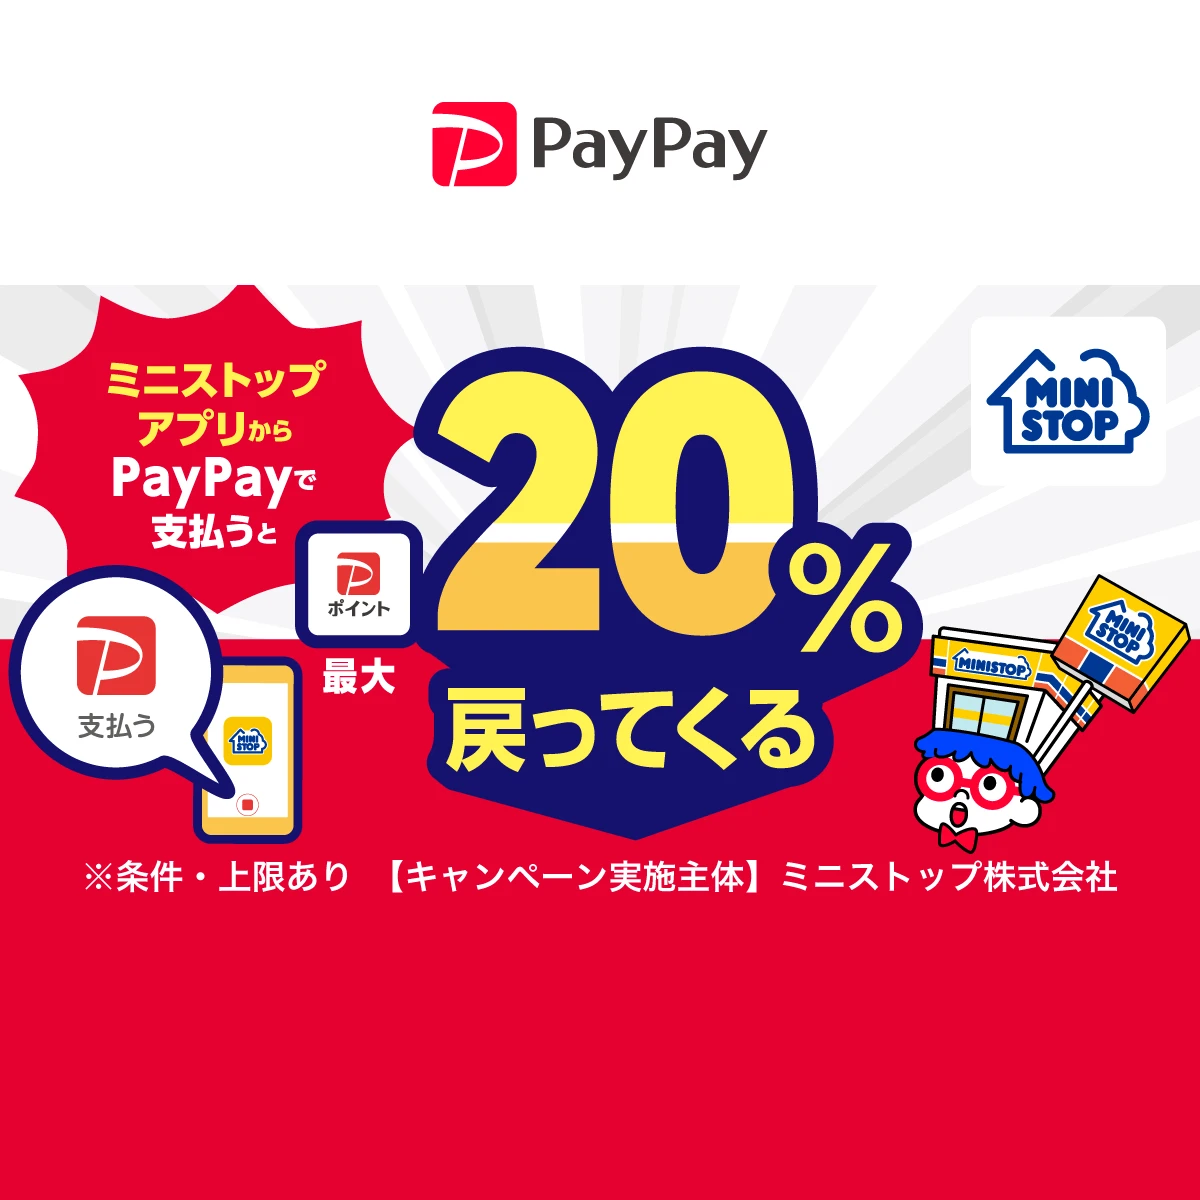 PayPay
ミニストップ
アプリから
PayPayで
支払うと
ポイント
最大
20%
戻ってくる
MINI
STOP
支払う
MINI
STOP
MINISTOP
MINI
STOP
※条件・上限あり 【キャンペーン実施主体】ミニストップ株式会社